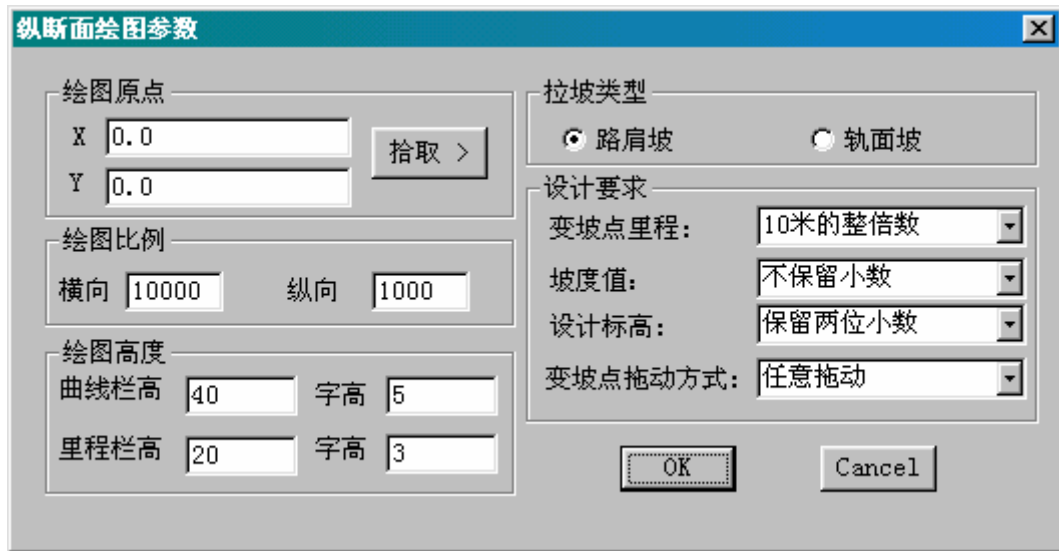 纵断面绘图参数
绘图原点
X 0.0
Y 0.0
拾取 >
绘图比例
横向 10000 纵向 1000
绘图高度
曲线栏高 40 字高 5
里程栏高 20 字高 3
拉坡类型
路肩坡 轨面坡
设计要求
变坡点里程: 10米的整倍数
坡度值: 不保留小数
设计标高: 保留两位小数
变坡点拖动方式: 任意拖动
OK Cancel